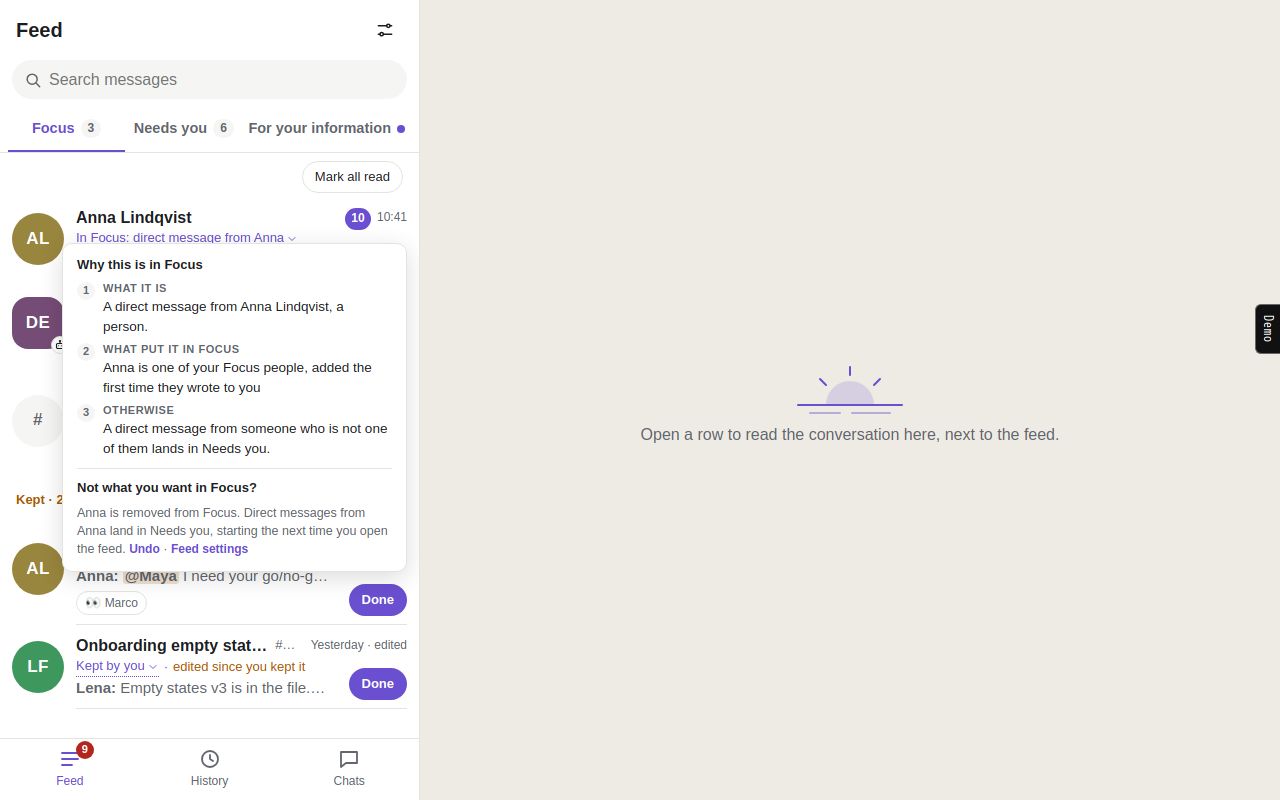 Feed
Search messages
Focus 3 Needs you 6 For your information
Mark all read
AL Anna Lindqvist 10 10:41
In Focus: direct message from Anna
Why this is in Focus
1 WHAT IT IS
A direct message from Anna Lindqvist, a
person.
DE
2 WHAT PUT IT IN FOCUS
Anna is one of your Focus people, added the
first time they wrote to you
#
3 OTHERWISE
A direct message from someone who is not one
of them lands in Needs you.
Not what you want in Focus?
Kept · 2
Anna is removed from Focus. Direct messages from
Anna land in Needs you, starting the next time you open
the feed. Undo · Feed settings
AL
Anna: @Maya I need your go/no-g…
👀 Marco
Done
LF
Onboarding empty stat… #… Yesterday · edited
Kept by you · edited since you kept it
Lena: Empty states v3 is in the file.…
Done
9
Feed History Chats
Open a row to read the conversation here, next to the feed.
Demo